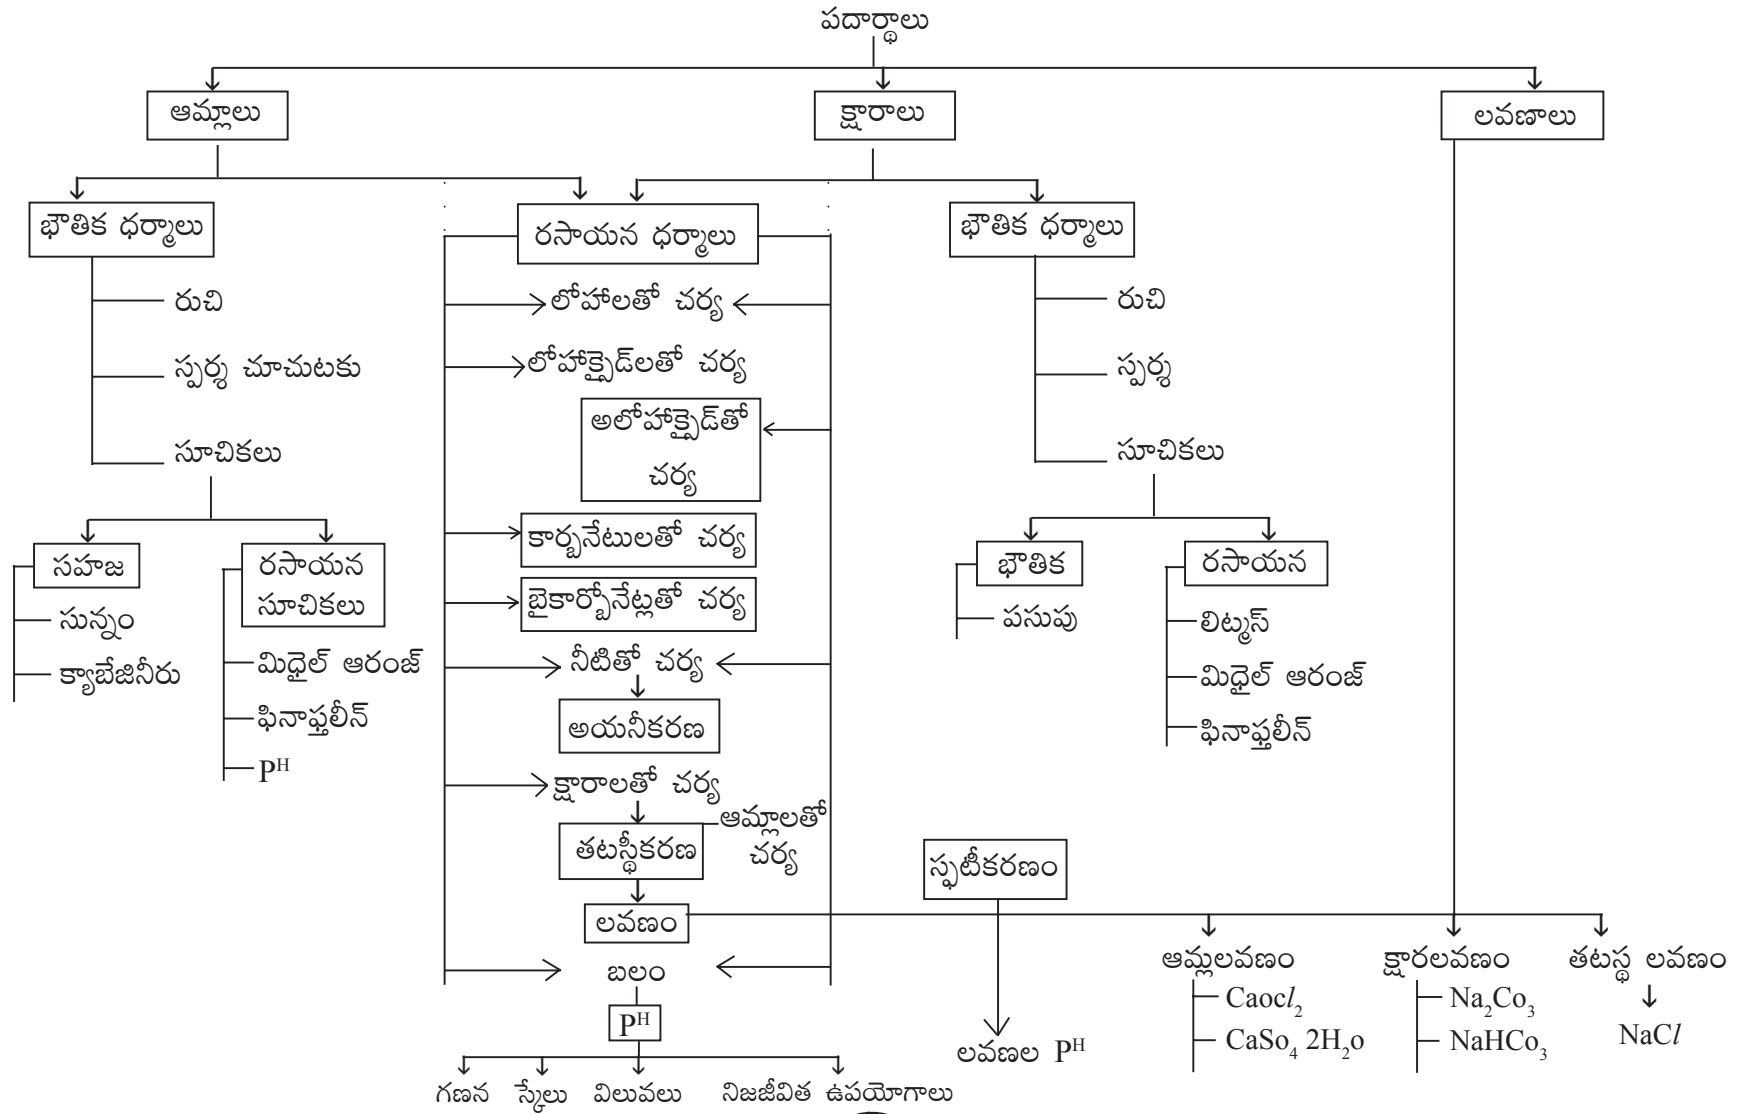 పదార్థాలు
ఆమ్లాలు
క్షారాలు
లవణాలు
భౌతిక ధర్మాలు
రసాయన ధర్మాలు
భౌతిక ధర్మాలు
రుచి
స్పర్శ చూచుటకు
సూచికలు
సహజ
సున్నం
క్యాబేజినీరు
రసాయన
సూచికలు
మిథైల్ ఆరంజ్
ఫినాఫ్తలీన్
Pᴴ
లోహాలతో చర్య
లోహాక్సైడ్‌లతో చర్య
అలోహాక్సైడ్‌తో
చర్య
కార్బనేటులతో చర్య
బైకార్బోనేట్లతో చర్య
నీటితో చర్య
అయనీకరణ
క్షారాలతో చర్య
తటస్థీకరణ
ఆమ్లాలతో
చర్య
లవణం
బలం
Pᴴ
గణన స్కేలు విలువలు నిజజీవిత ఉపయోగాలు
రుచి
స్పర్శ
సూచికలు
భౌతిక
పసుపు
రసాయన
లిట్మస్
మిథైల్ ఆరంజ్
ఫినాఫ్తలీన్
స్ఫటీకరణం
లవణల Pᴴ
ఆమ్లలవణం
Caocl₂
CaSo₄ 2H₂o
క్షారలవణం
Na₂Co₃
NaHCo₃
తటస్థ లవణం
NaCl